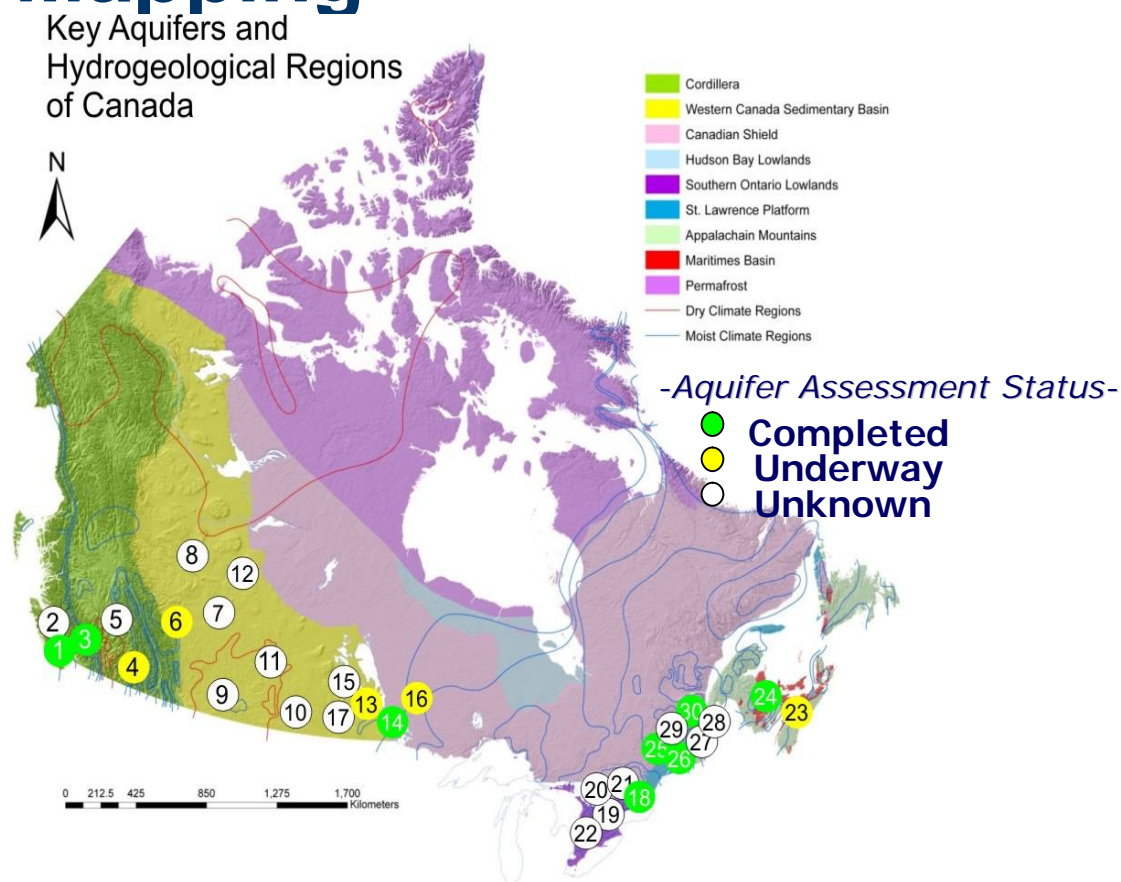 mapping
Key Aquifers and
Hydrogeological Regions
of Canada
N
Cordillera
Western Canada Sedimentary Basin
Canadian Shield
Hudson Bay Lowlands
Southern Ontario Lowlands
St. Lawrence Platform
Appalachain Mountains
Maritimes Basin
Permafrost
Dry Climate Regions
Moist Climate Regions
-Aquifer Assessment Status-
Completed
Underway
Unknown
8
12
2
5
6
7
3
1
4
11
9
15
10
17
13
16
14
24
23
30
29
28
27
25
26
20
21
18
19
22
0 212.5 425 850 1,275 1,700
Kilometers